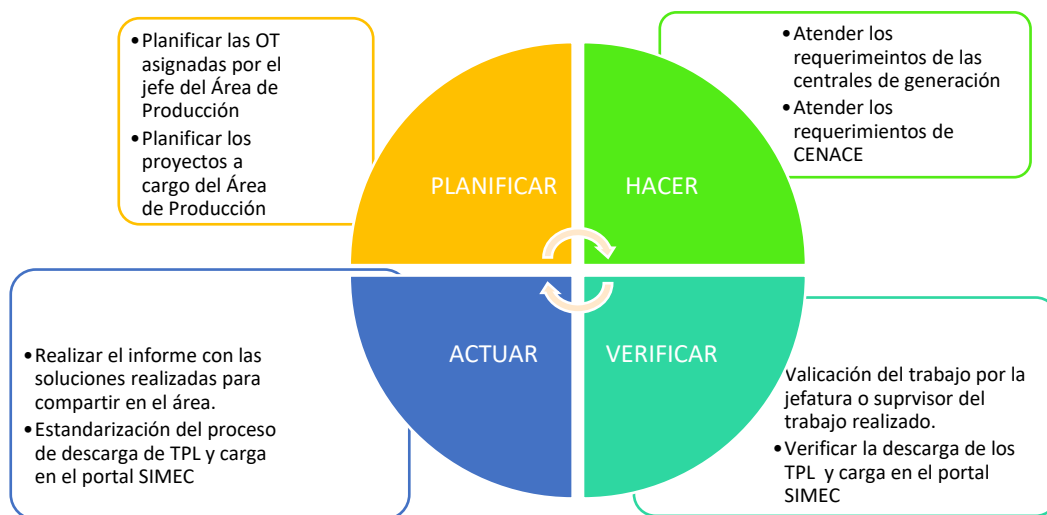 •Planificar las OT
asignadas por el
jefe del Área de
Producción
•Planificar los
proyectos a
cargo del Área
de Producción
PLANIFICAR
HACER
•Atender los
requerimeintos de las
centrales de generación
•Atender los
requerimientos de
CENACE
•Realizar el informe con las
soluciones realizadas para
compartir en el área.
•Estandarización del proceso
de descarga de TPL y carga
en el portal SIMEC
ACTUAR
VERIFICAR
Valicación del trabajo por la
jefatura o suprvisor del
trabajo realizado.
•Verificar la descarga de los
TPL y carga en el portal
SIMEC